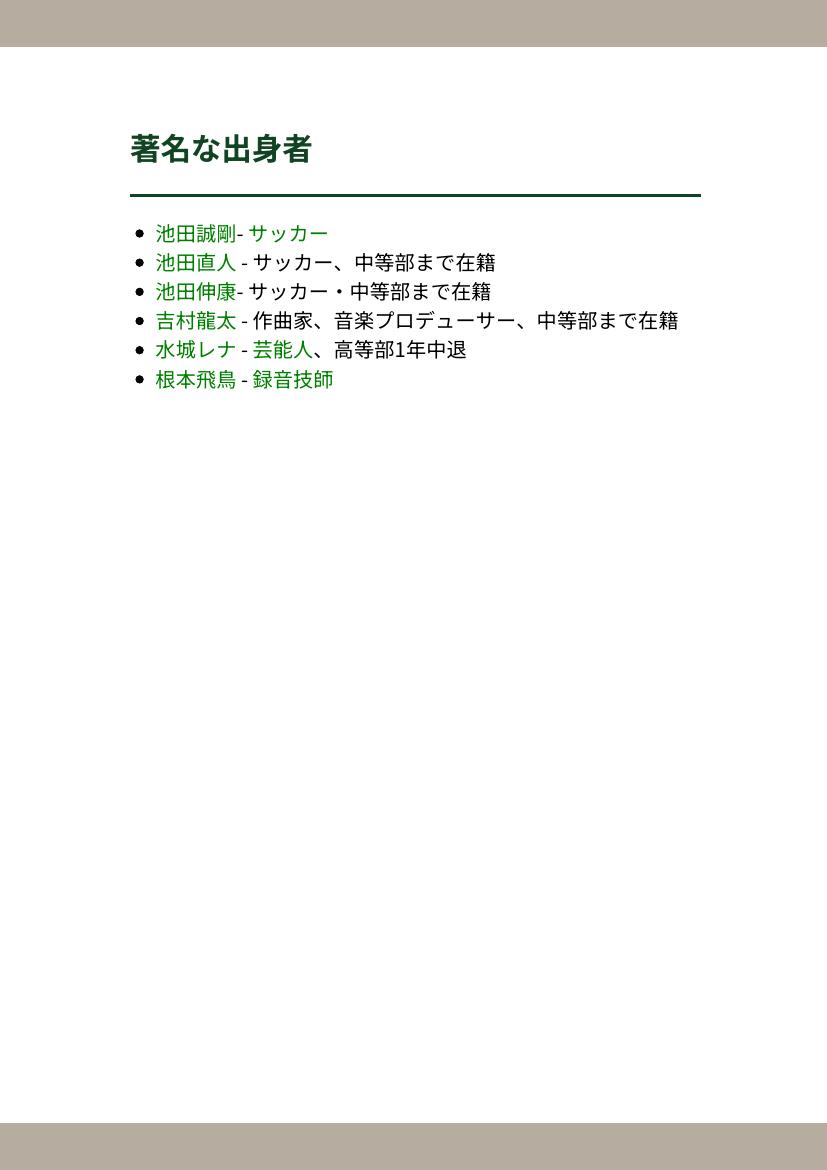 著名な出身者
池田誠剛- サッカー
池田直人 - サッカー、中等部まで在籍
池田伸康- サッカー・中等部まで在籍
吉村龍太 - 作曲家、音楽プロデューサー、中等部まで在籍
水城レナ - 芸能人、高等部1年中退
根本飛鳥 - 録音技師